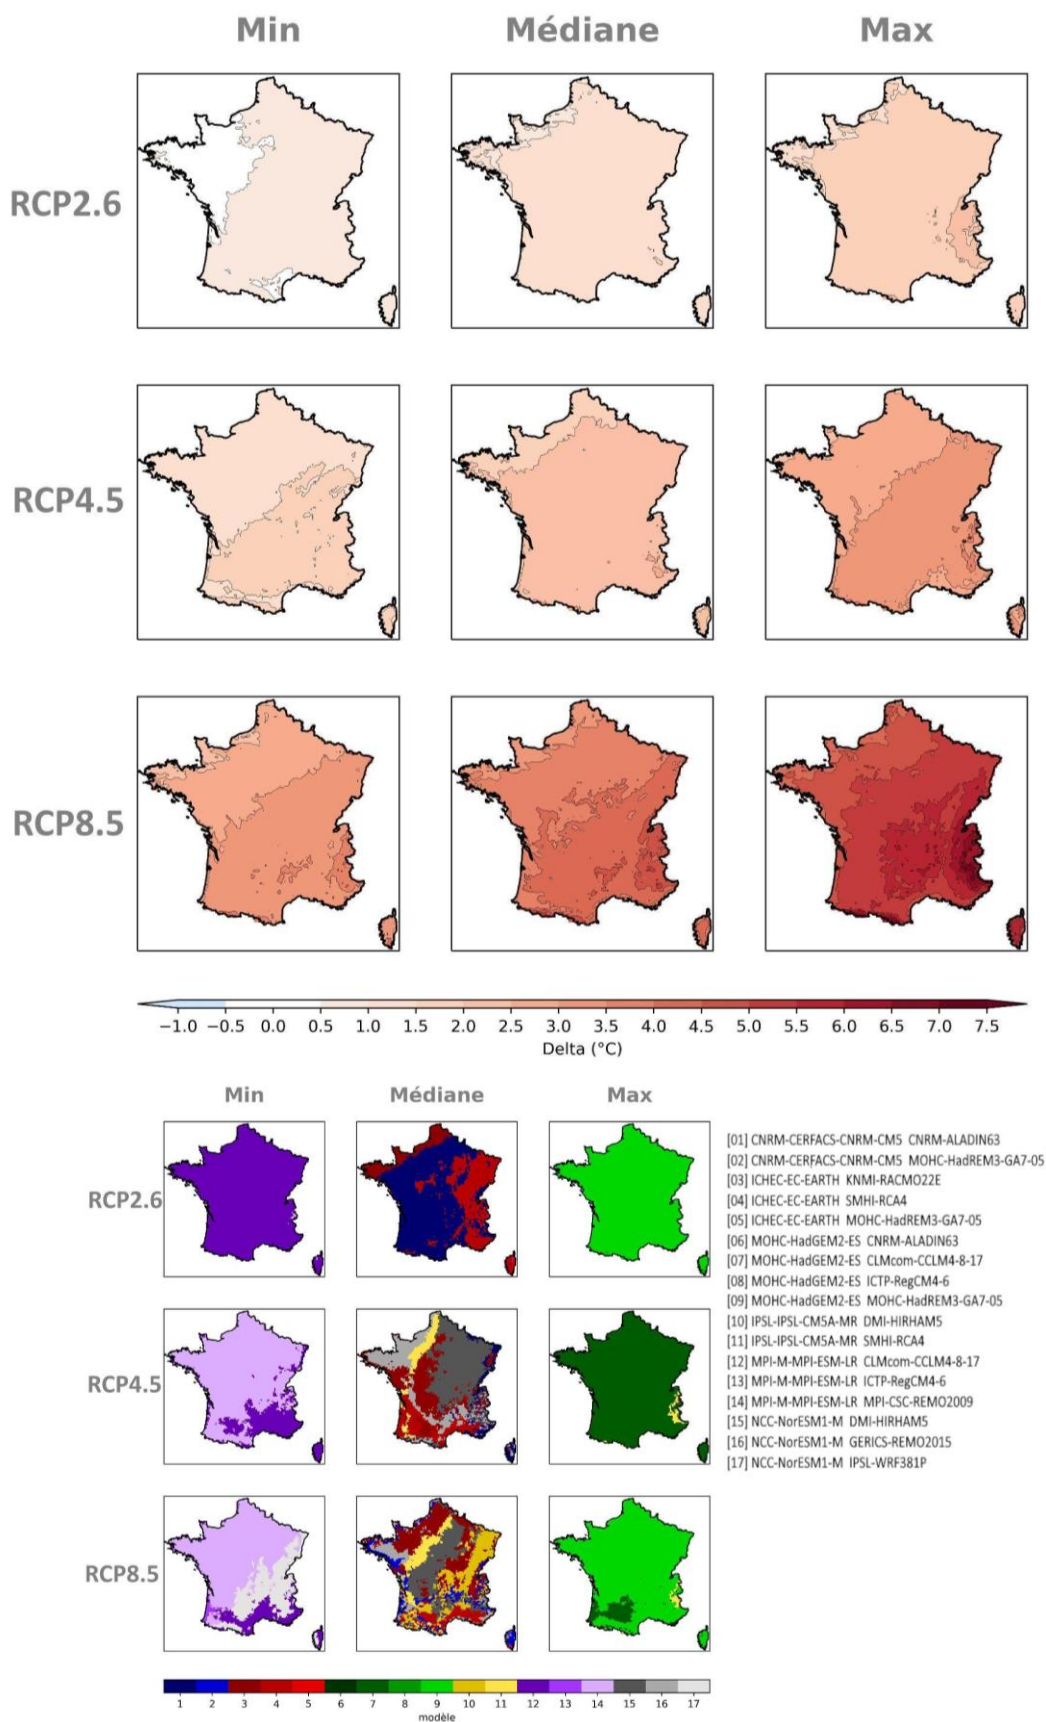 Min Médiane Max
RCP2.6
RCP4.5
RCP8.5
−1.0 −0.5 0.0 0.5 1.0 1.5 2.0 2.5 3.0 3.5 4.0 4.5 5.0 5.5 6.0 6.5 7.0 7.5
Delta (°C)
Min Médiane Max
RCP2.6
RCP4.5
RCP8.5
[01] CNRM-CERFACS-CNRM-CM5 CNRM-ALADIN63
[02] CNRM-CERFACS-CNRM-CM5 MOHC-HadREM3-GA7-05
[03] ICHEC-EC-EARTH KNMI-RACMO22E
[04] ICHEC-EC-EARTH SMHI-RCA4
[05] ICHEC-EC-EARTH MOHC-HadREM3-GA7-05
[06] MOHC-HadGEM2-ES CNRM-ALADIN63
[07] MOHC-HadGEM2-ES CLMcom-CCLM4-8-17
[08] MOHC-HadGEM2-ES ICTP-RegCM4-6
[09] MOHC-HadGEM2-ES MOHC-HadREM3-GA7-05
[10] IPSL-IPSL-CM5A-MR DMI-HIRHAM5
[11] IPSL-IPSL-CM5A-MR SMHI-RCA4
[12] MPI-M-MPI-ESM-LR CLMcom-CCLM4-8-17
[13] MPI-M-MPI-ESM-LR ICTP-RegCM4-6
[14] MPI-M-MPI-ESM-LR MPI-CSC-REMO2009
[15] NCC-NorESM1-M DMI-HIRHAM5
[16] NCC-NorESM1-M GERICS-REMO2015
[17] NCC-NorESM1-M IPSL-WRF381P
1 2 3 4 5 6 7 8 9 10 11 12 13 14 15 16 17
modèle